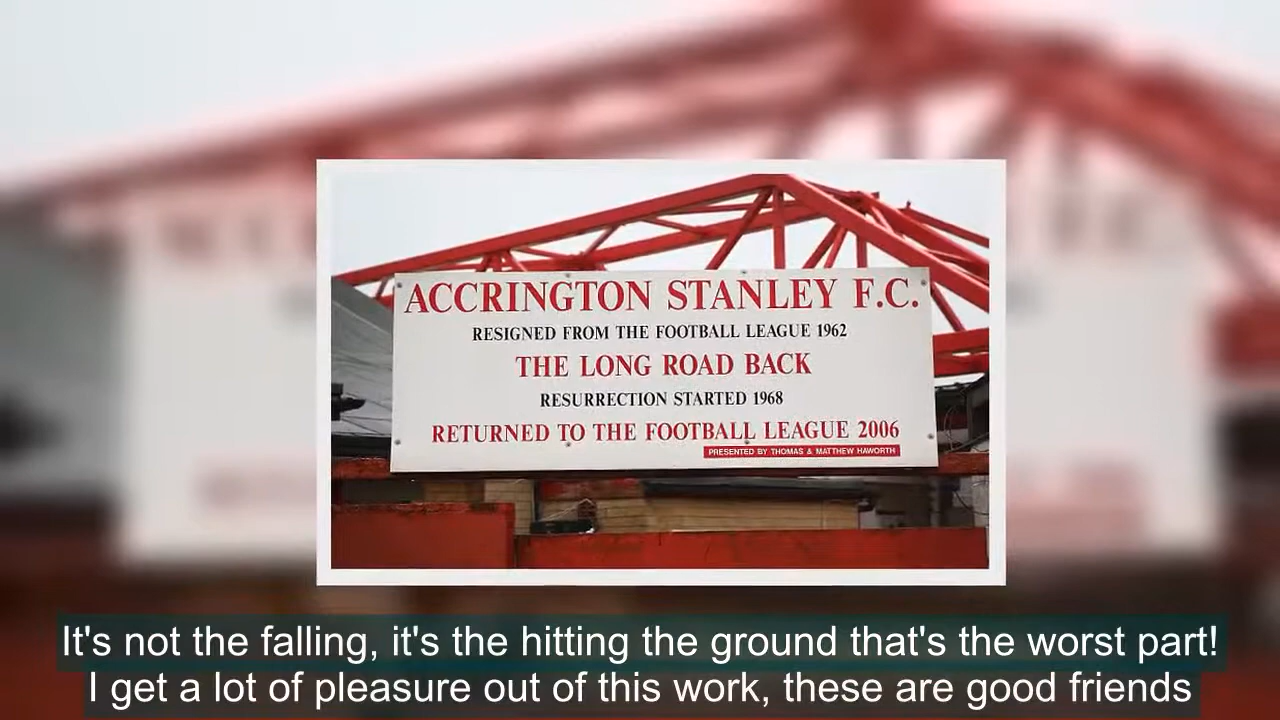 ACCRINGTON STANLEY F.C.
RESIGNED FROM THE FOOTBALL LEAGUE 1962
THE LONG ROAD BACK
RESURRECTION STARTED 1968
RETURNED TO THE FOOTBALL LEAGUE 2006
PRESENTED BY THOMAS & MATTHEW HAWORTH
It's not the falling, it's the hitting the ground that's the worst part!
I get a lot of pleasure out of this work, these are good friends